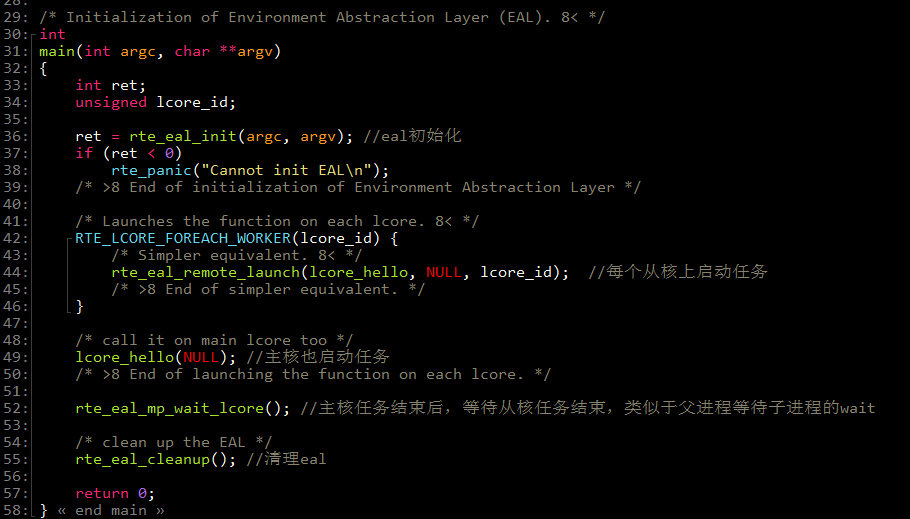 28:
29: /* Initialization of Environment Abstraction Layer (EAL). 8< */
30: int
31: main(int argc, char **argv)
32: {
33:     int ret;
34:     unsigned lcore_id;
35:
36:     ret = rte_eal_init(argc, argv); //eal初始化
37:     if (ret < 0)
38:         rte_panic("Cannot init EAL\n");
39:     /* >8 End of initialization of Environment Abstraction Layer */
40:
41:     /* Launches the function on each lcore. 8< */
42:     RTE_LCORE_FOREACH_WORKER(lcore_id) {
43:         /* Simpler equivalent. 8< */
44:         rte_eal_remote_launch(lcore_hello, NULL, lcore_id);  //每个从核上启动任务
45:         /* >8 End of simpler equivalent. */
46:     }
47:
48:     /* call it on main lcore too */
49:     lcore_hello(NULL); //主核也启动任务
50:     /* >8 End of launching the function on each lcore. */
51:
52:     rte_eal_mp_wait_lcore(); //主核任务结束后，等待从核任务结束，类似于父进程等待子进程的wait
53:
54:     /* clean up the EAL */
55:     rte_eal_cleanup(); //清理eal
56:
57:     return 0;
58: } « end main »